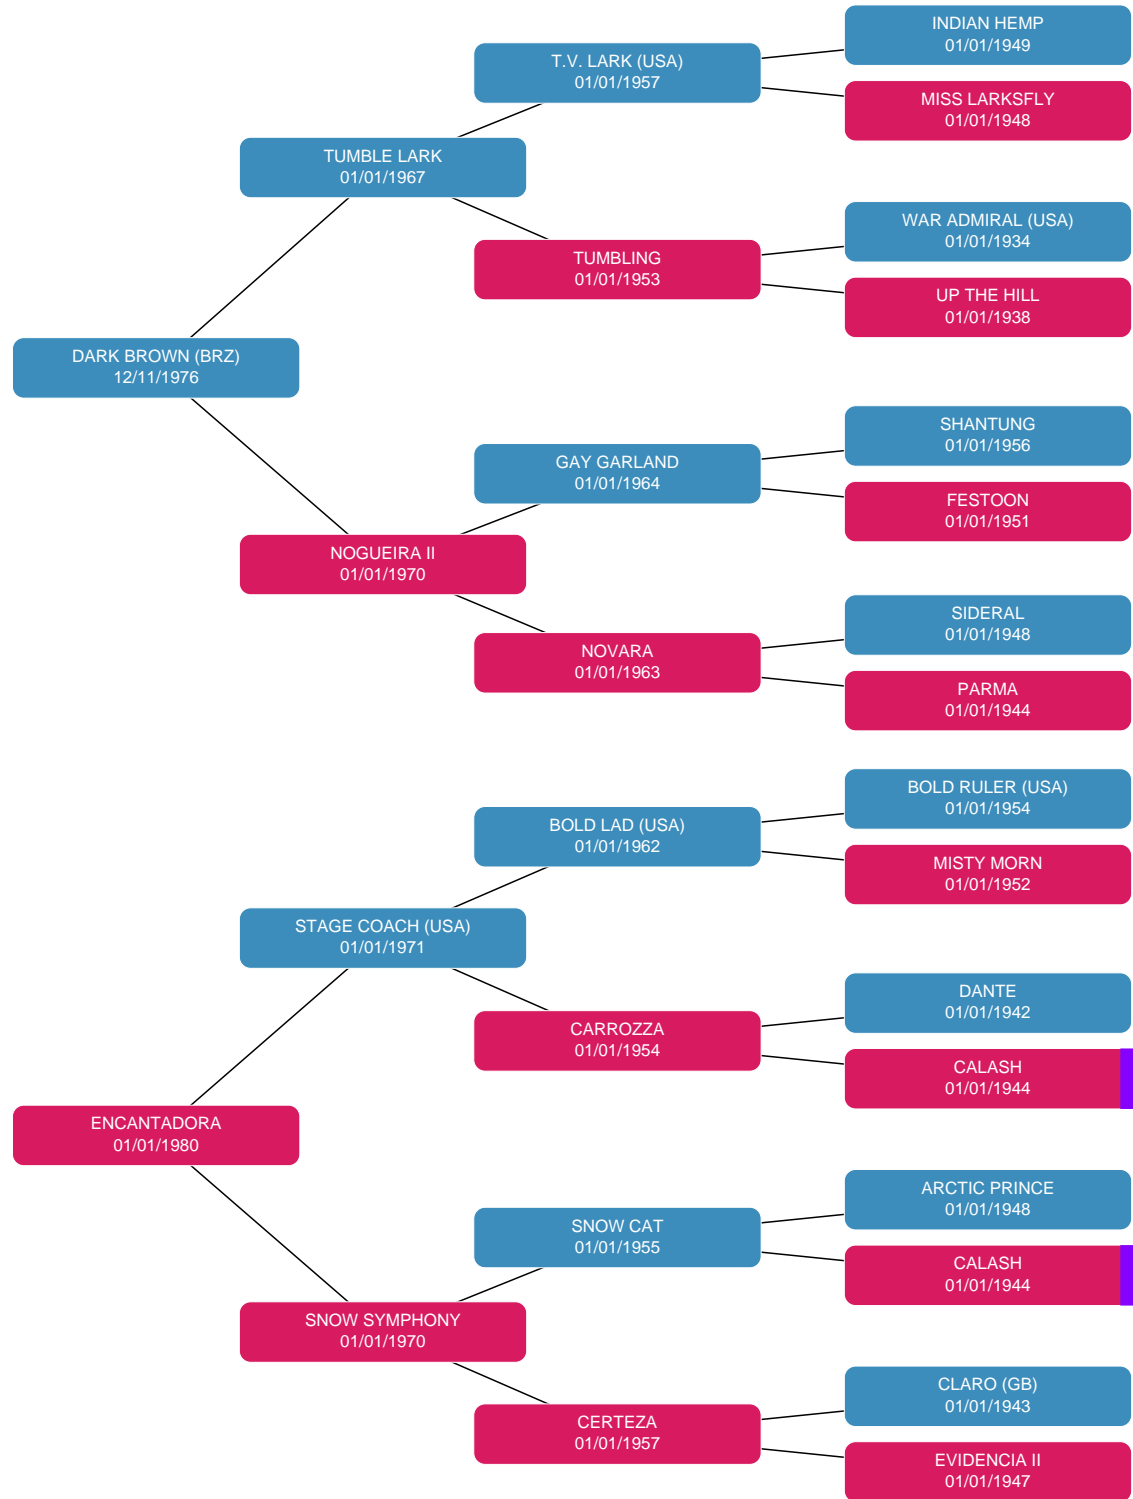 INDIAN HEMP
01/01/1949
T.V. LARK (USA)
01/01/1957
MISS LARKSFLY
01/01/1948
TUMBLE LARK
01/01/1967
WAR ADMIRAL (USA)
01/01/1934
TUMBLING
01/01/1953
UP THE HILL
01/01/1938
DARK BROWN (BRZ)
12/11/1976
SHANTUNG
01/01/1956
GAY GARLAND
01/01/1964
FESTOON
01/01/1951
NOGUEIRA II
01/01/1970
SIDERAL
01/01/1948
NOVARA
01/01/1963
PARMA
01/01/1944
BOLD RULER (USA)
01/01/1954
BOLD LAD (USA)
01/01/1962
MISTY MORN
01/01/1952
STAGE COACH (USA)
01/01/1971
DANTE
01/01/1942
CARROZZA
01/01/1954
CALASH
01/01/1944
ENCANTADORA
01/01/1980
ARCTIC PRINCE
01/01/1948
SNOW CAT
01/01/1955
CALASH
01/01/1944
SNOW SYMPHONY
01/01/1970
CLARO (GB)
01/01/1943
CERTEZA
01/01/1957
EVIDENCIA II
01/01/1947